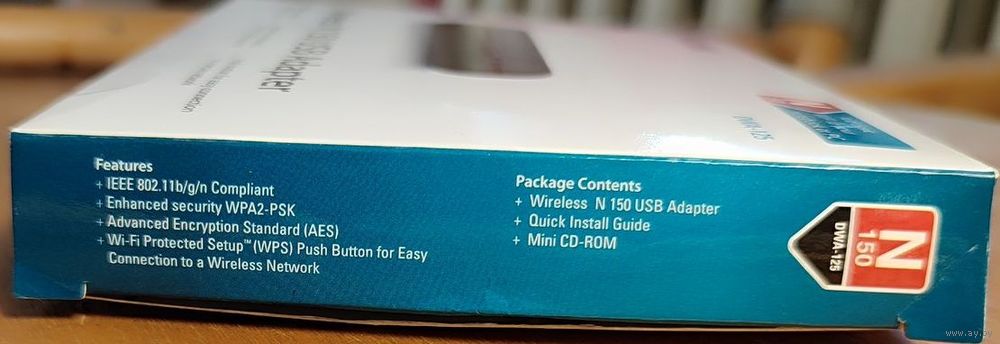 USB Adapter
DWA-125
Features
+ IEEE 802.11b/g/n Compliant
+ Enhanced security WPA2-PSK
+ Advanced Encryption Standard (AES)
+ Wi-Fi Protected Setup™ (WPS) Push Button for Easy
Connection to a Wireless Network
Package Contents
+ Wireless N 150 USB Adapter
+ Quick Install Guide
+ Mini CD-ROM
N
150
DWA-125